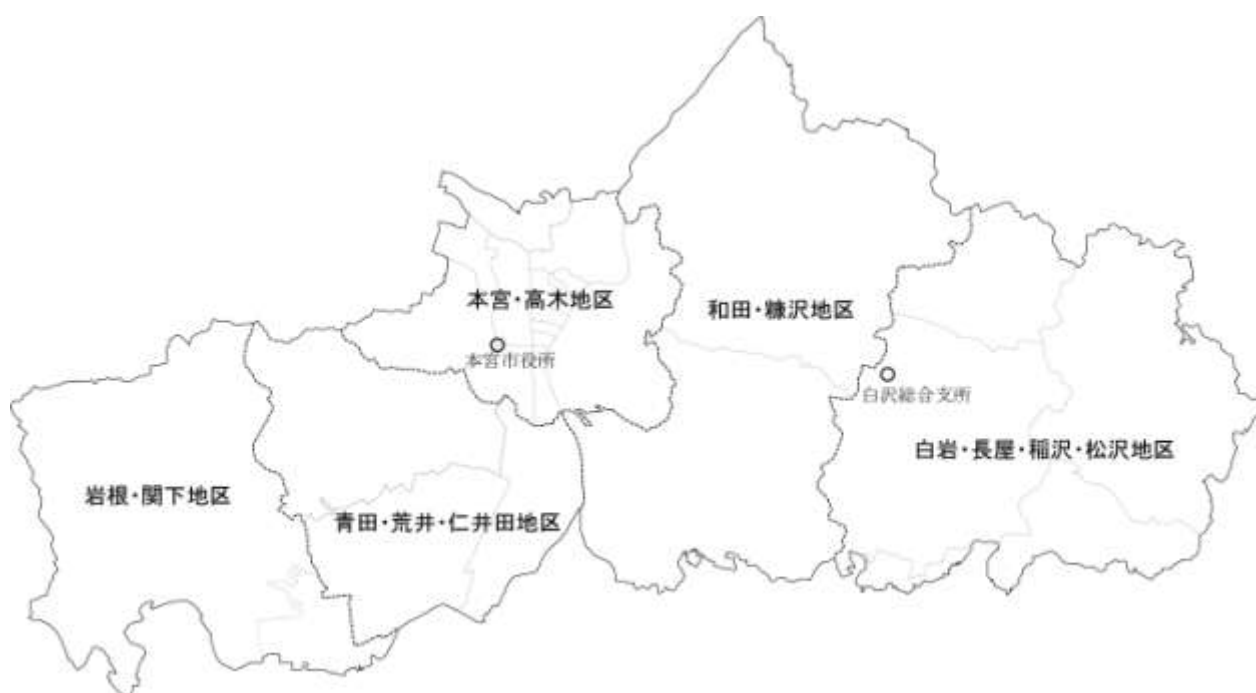 本宮・高木地区
和田・糠沢地区
本宮市役所
白沢総合支所
白岩・長屋・稲沢・松沢地区
岩根・関下地区
青田・荒井・仁井田地区